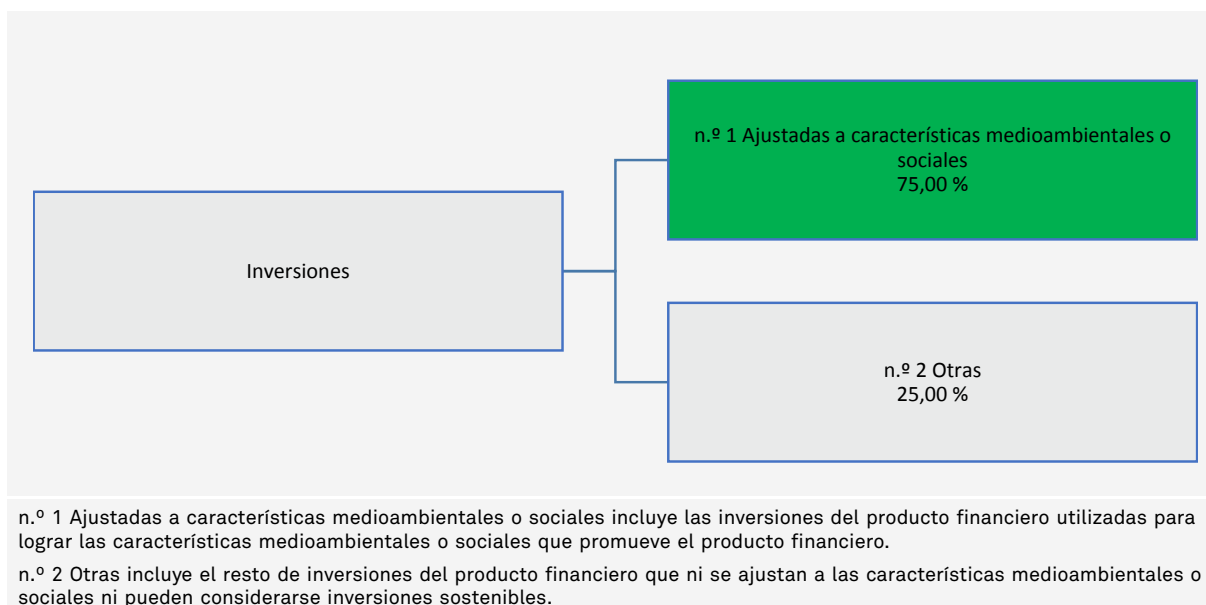 n.º 1 Ajustadas a características medioambientales o
sociales
75,00 %
Inversiones
n.º 2 Otras
25,00 %
n.º 1 Ajustadas a características medioambientales o sociales incluye las inversiones del producto financiero utilizadas para
lograr las características medioambientales o sociales que promueve el producto financiero.
n.º 2 Otras incluye el resto de inversiones del producto financiero que ni se ajustan a las características medioambientales o
sociales ni pueden considerarse inversiones sostenibles.